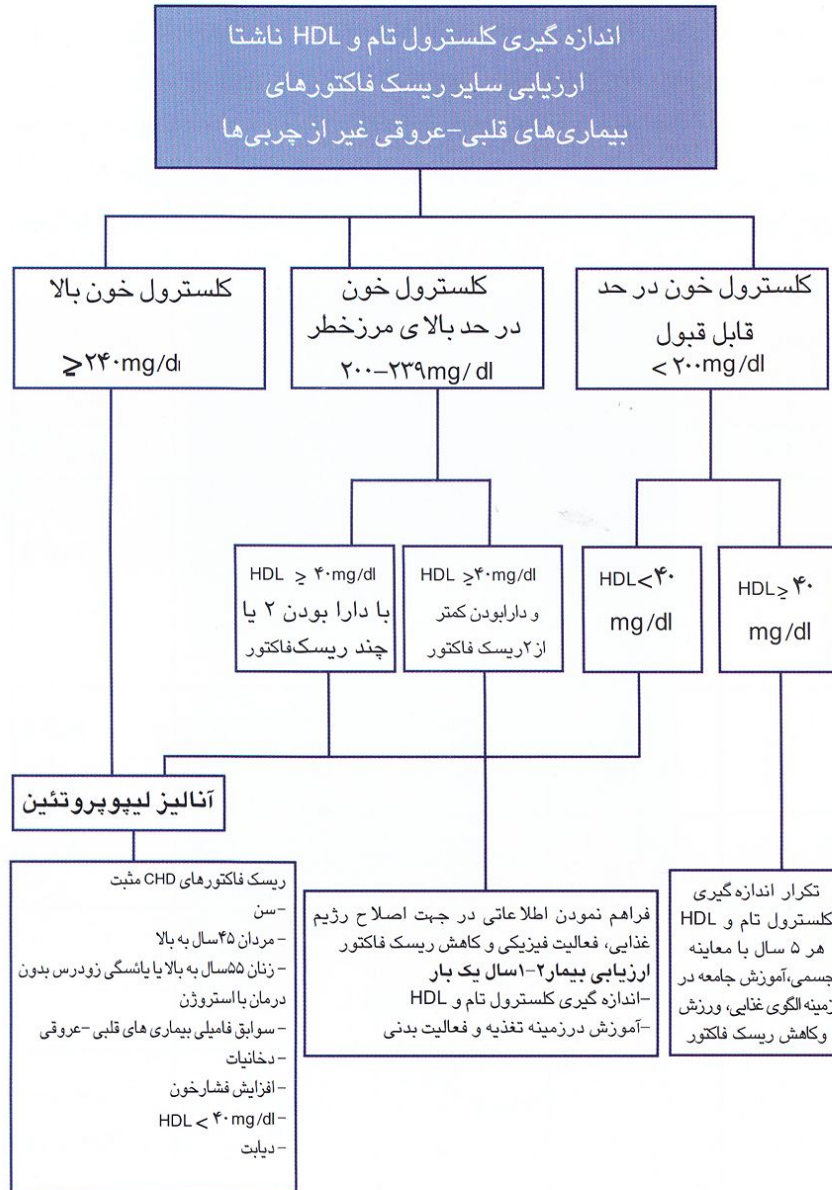 اندازه گیری کلسترول تام و HDL ناشتا
ارزیابی سایر ریسک فاکتورهای
بیماری‌های قلبی-عروقی غیر از چربی‌ها
کلسترول خون در حد
قابل قبول
< ۲۰۰mg/dl
کلسترول خون
در حد بالا ی مرزخطر
۲۰۰-۲۳۹mg/ dl
کلسترول خون بالا
≥۲۴۰mg/dl
HDL≥ ۴۰
mg/dl
HDL<۴۰
mg/dl
HDL ≥۴۰mg/dl
و دارابودن کمتر
از۲ریسک فاکتور
HDL ≥ ۴۰mg/dl
با دارا بودن ۲ یا
چند ریسک‌فاکتور
آنالیز لیپوپروتئین
تکرار اندازه گیری
کلسترول تام و HDL
هر ۵ سال با معاینه
جسمی،آموزش جامعه در
زمینه الگوی غذایی، ورزش
وکاهش ریسک فاکتور
فراهم نمودن اطلاعاتی در جهت اصلاح رژیم
غذایی، فعالیت فیزیکی و کاهش ریسک فاکتور
ارزیابی بیمار۲-۱سال یک بار
-اندازه گیری کلسترول تام و HDL
-آموزش درزمینه تغذیه و فعالیت بدنی
ریسک فاکتورهای CHD مثبت
-سن
- مردان ۴۵سال به بالا
- زنان ۵۵سال به بالا یا یائسگی زودرس بدون
درمان با استروژن
- سوابق فامیلی بیماری های قلبی -عروقی
- دخانیات
- افزایش فشارخون
- HDL < ۴۰mg/dl
- دیابت